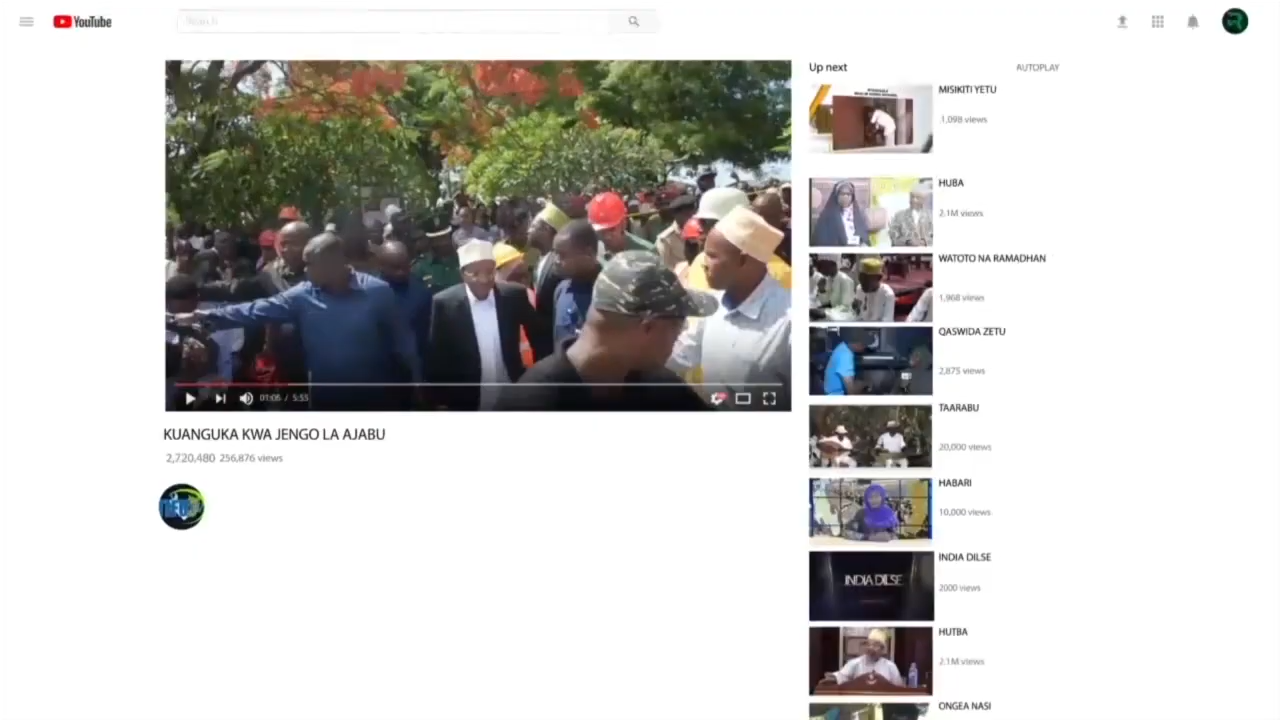 YouTube
Search
Up next
AUTOPLAY
MISIKITI YETU
1,098 views
HUBA
2.1M views
WATOTO NA RAMADHAN
1,968 views
QASWIDA ZETU
2,875 views
TAARABU
20,000 views
HABARI
10,000 views
INDIA DILSE
INDIA DILSE
2000 views
HUTBA
2.1M views
ONGEA NASI
01:06 / 5:53
KUANGUKA KWA JENGO LA AJABU
2,720,480 256,876 views